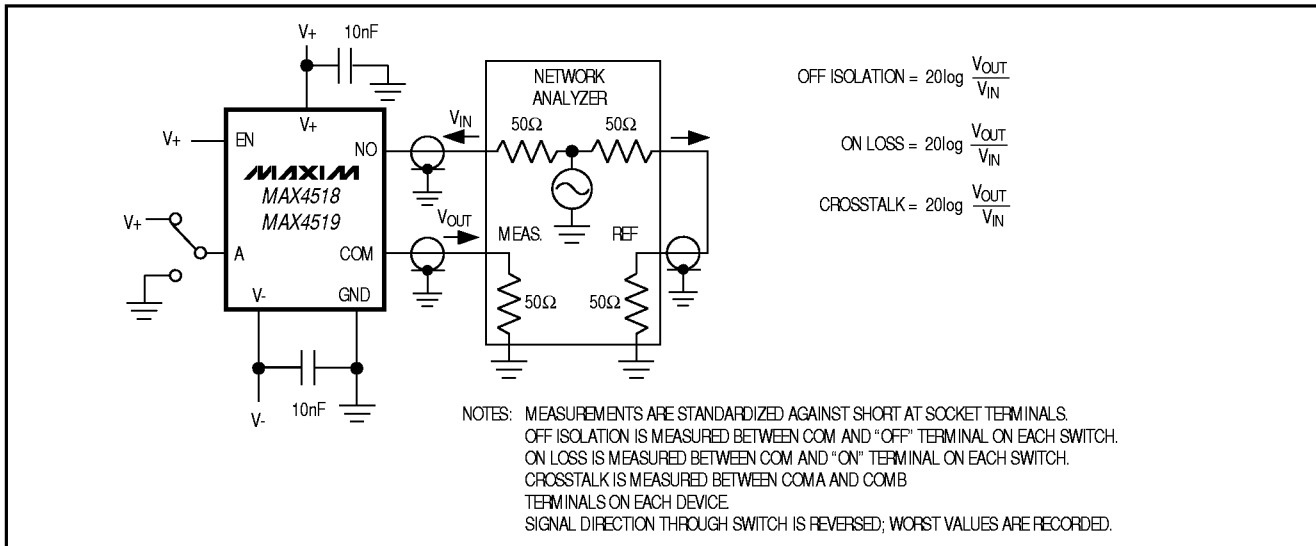 V+
10nF
V+
V+
EN
NO
MAXIM
MAX4518
MAX4519
V+
A
COM
V-
GND
V-
10nF
VIN
VOUT
NETWORK
ANALYZER
50Ω
50Ω
MEAS.
REF
50Ω
50Ω
OFF ISOLATION = 20log VOUT
VIN
ON LOSS = 20log VOUT
VIN
CROSSTALK = 20log VOUT
VIN
NOTES: MEASUREMENTS ARE STANDARDIZED AGAINST SHORT AT SOCKET TERMINALS.
OFF ISOLATION IS MEASURED BETWEEN COM AND “OFF” TERMINAL ON EACH SWITCH.
ON LOSS IS MEASURED BETWEEN COM AND “ON” TERMINAL ON EACH SWITCH.
CROSSTALK IS MEASURED BETWEEN COMA AND COMB
TERMINALS ON EACH DEVICE.
SIGNAL DIRECTION THROUGH SWITCH IS REVERSED; WORST VALUES ARE RECORDED.